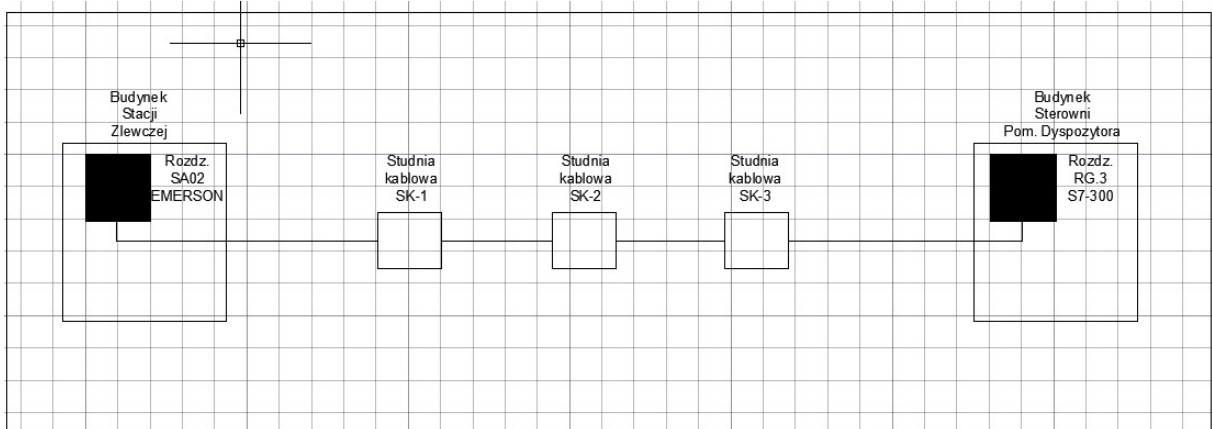 Budynek
Stacji
Zlewczej
Rozdz.
SA02
EMERSON
Studnia
kablowa
SK-1
Studnia
kablowa
SK-2
Studnia
kablowa
SK-3
Budynek
Sterowni
Pom. Dyspozytora
Rozdz.
RG.3
S7-300